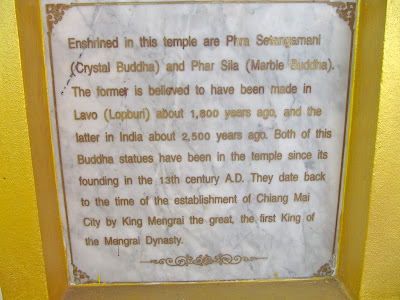 Enshrined in this temple are Phra Setangamani
(Crystal Buddha) and Phar Sila (Marble Buddha).
The former is believed to have been made in
Lavo (Lopburi) about 1,800 years ago, and the
latter in India about 2,500 years ago. Both of this
Buddha statues have been in the temple since its
founding in the 13th century A.D. They date back
to the time of the establishment of Chiang Mai
City by King Mengrai the great, the first King of
the Mengrai Dynasty.